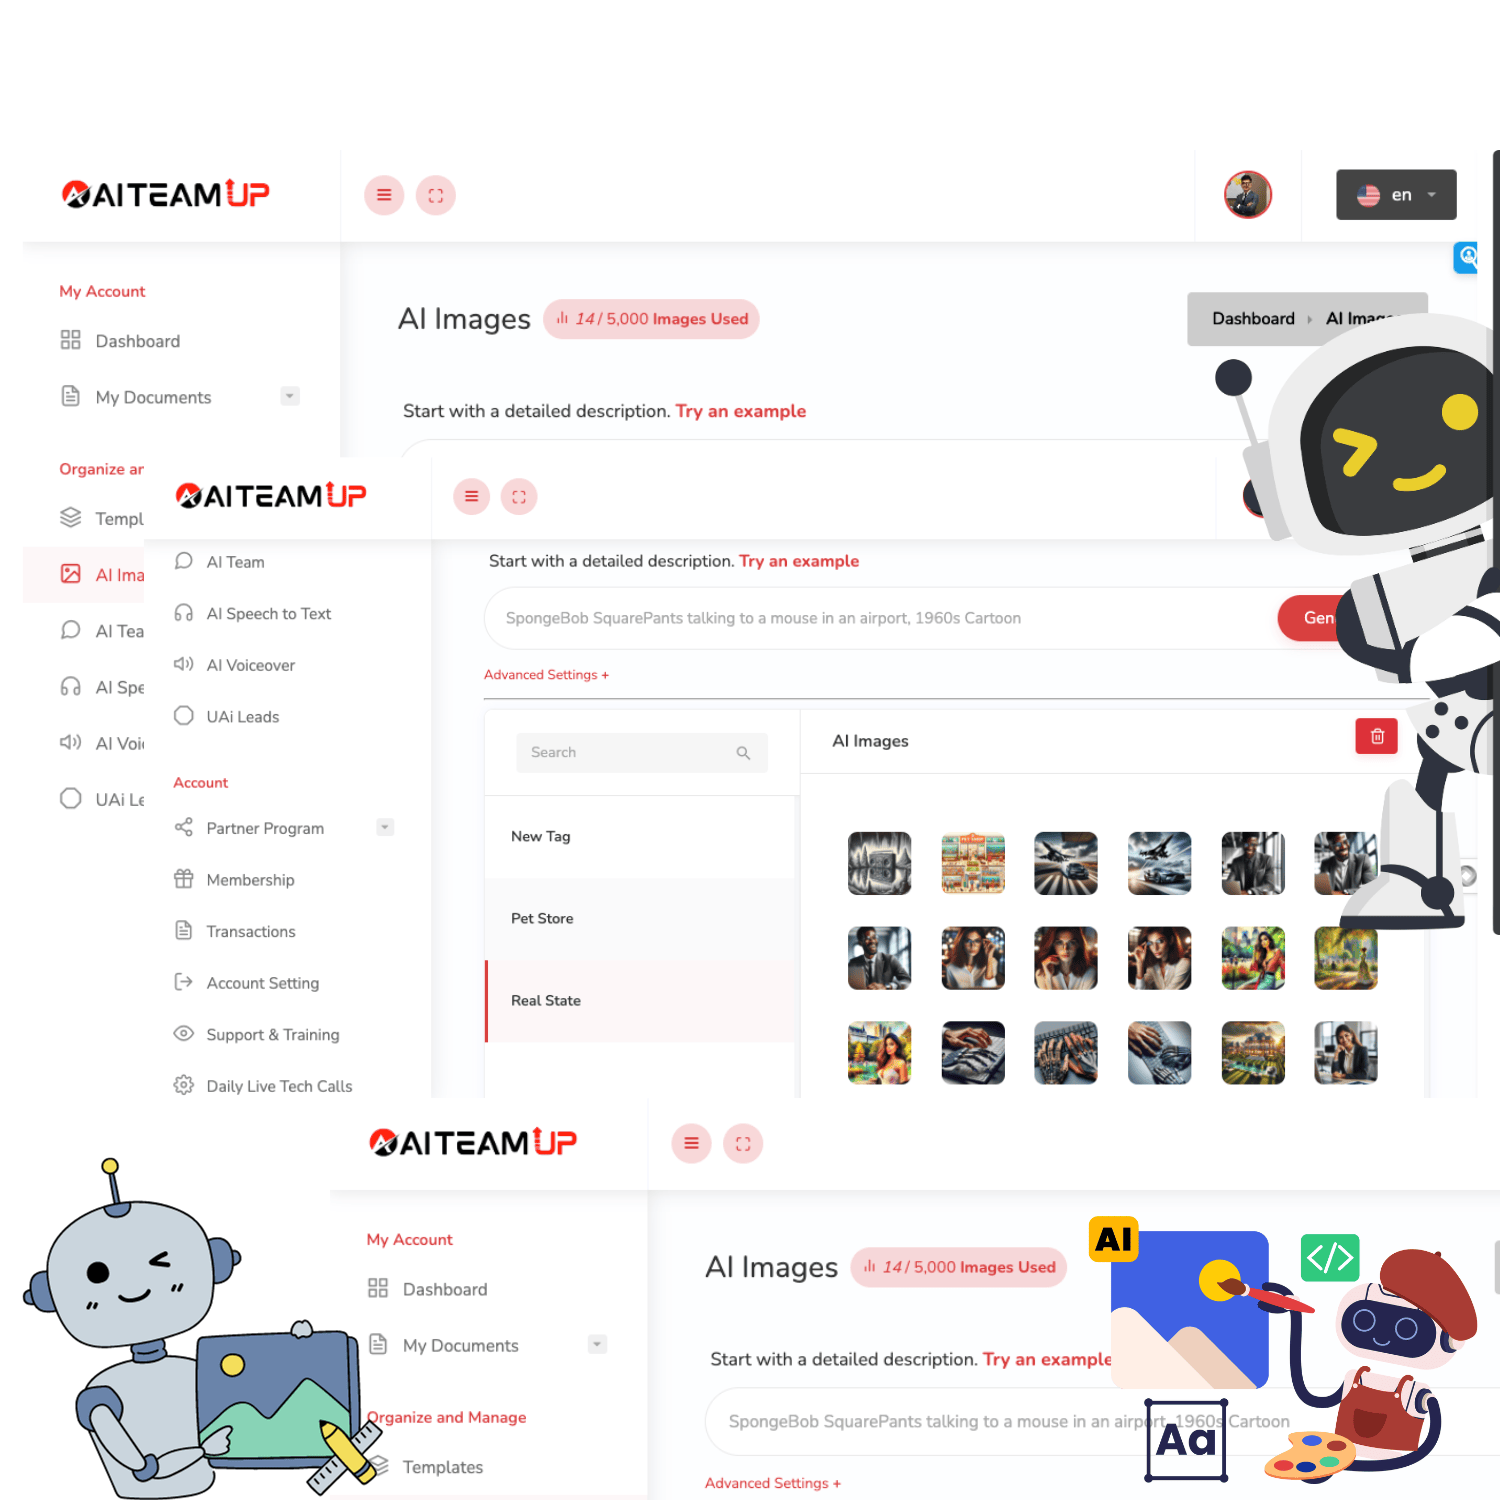 AITEAMUP
en
My Account
Dashboard
My Documents
AI Images
14 / 5,000 Images Used
Dashboard
AI Images
Start with a detailed description. Try an example
Organize an
Templ
AI Ima
AI Tea
AI Spe
AI Voi
UAi Le
AITEAMUP
AI Team
AI Speech to Text
AI Voiceover
UAi Leads
Account
Partner Program
Membership
Transactions
Account Setting
Support & Training
Daily Live Tech Calls
Start with a detailed description. Try an example
SpongeBob SquarePants talking to a mouse in an airport, 1960s Cartoon
Gen
Advanced Settings +
Search
AI Images
New Tag
Pet Store
Real State
AITEAMUP
My Account
Dashboard
My Documents
Organize and Manage
Templates
AI Images
14 / 5,000 Images Used
Start with a detailed description. Try an example
SpongeBob SquarePants talking to a mouse in an airport, 1960s Cartoon
Advanced Settings +
AI
</>
Aa